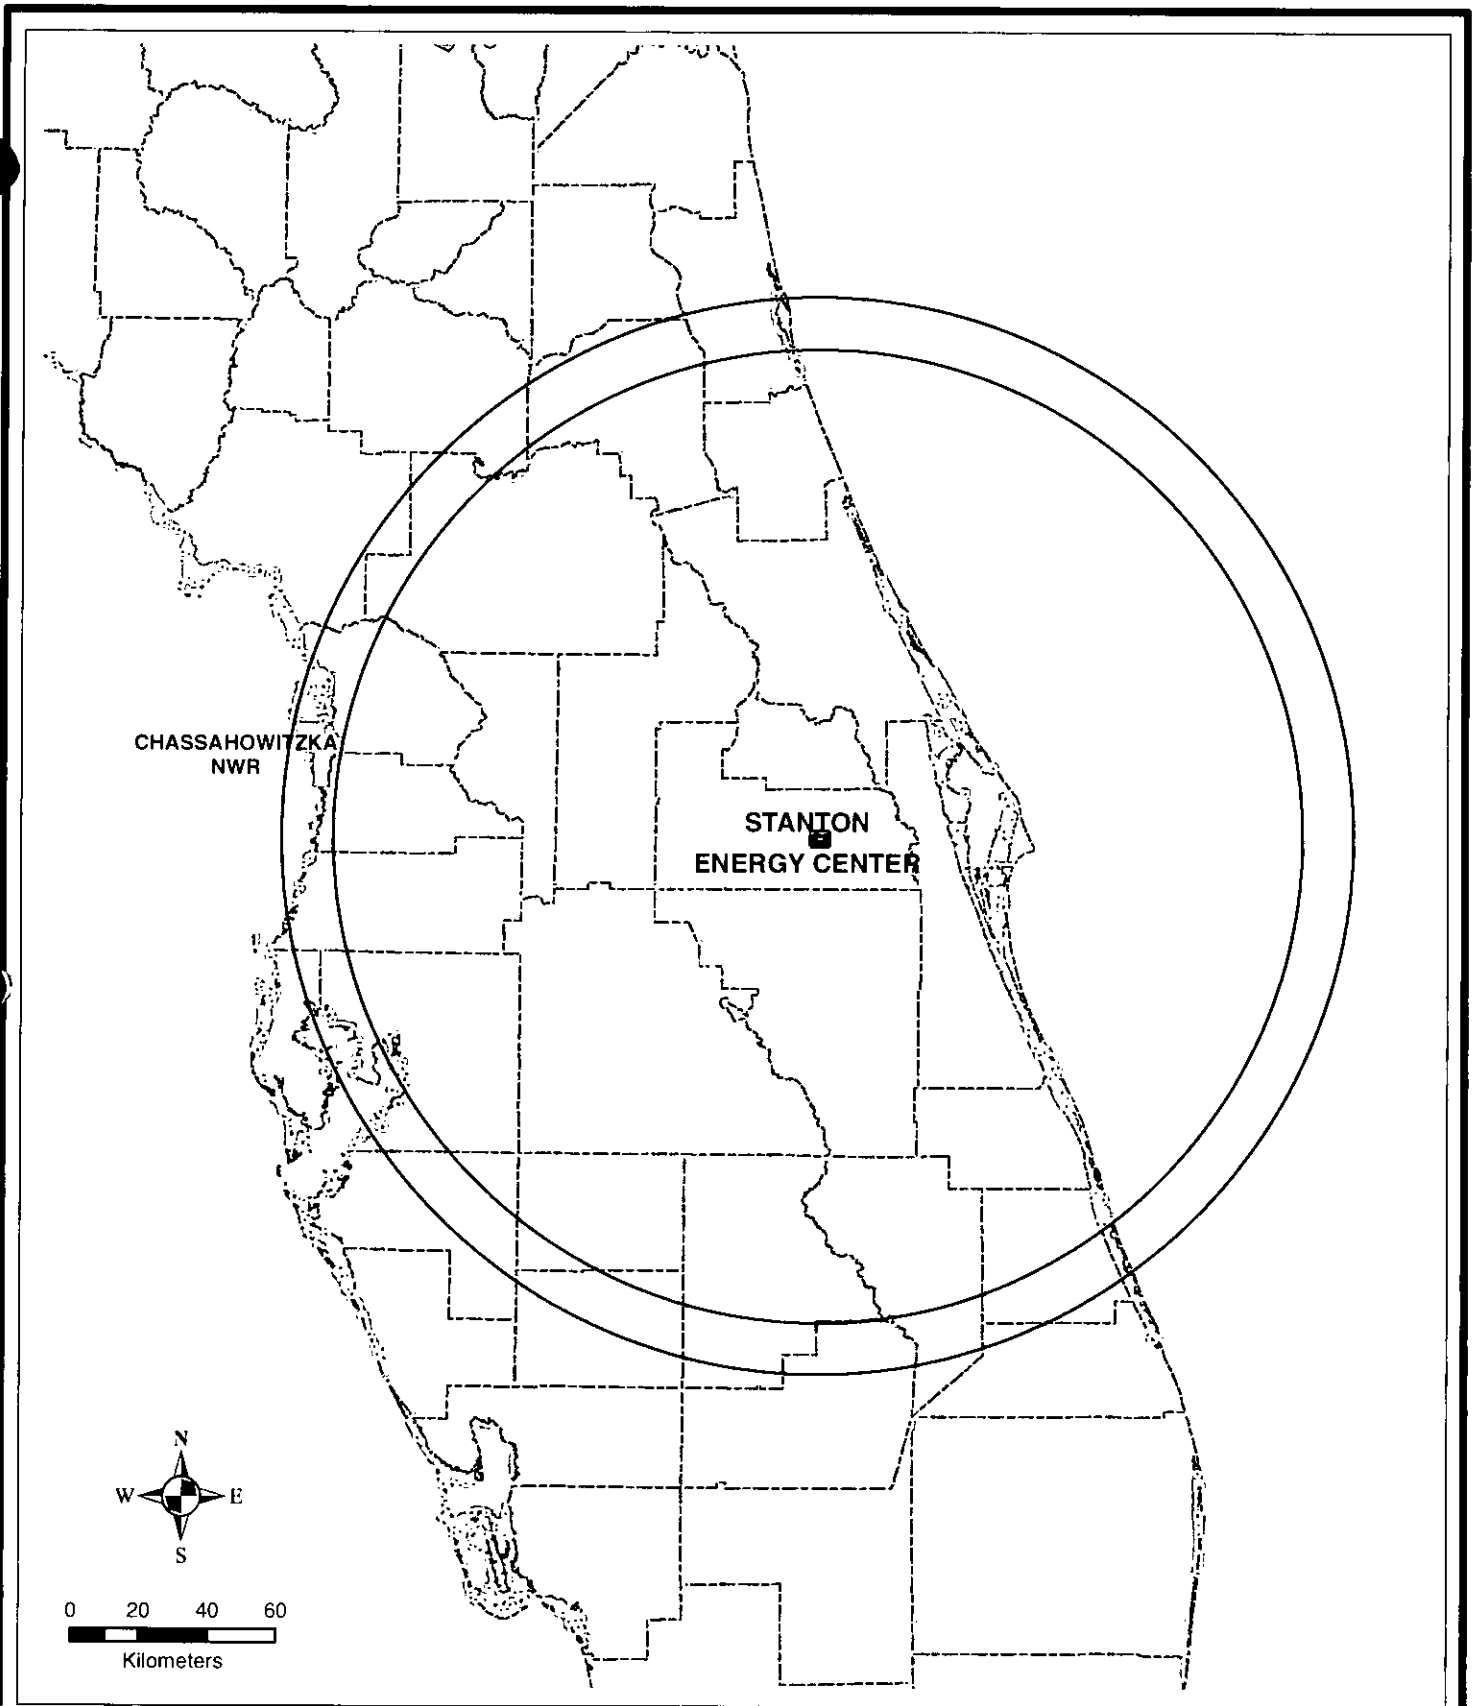 CHASSAHOWITZKA
NWR
STANTON
ENERGY CENTER
N
W E
S
0 20 40 60
Kilometers